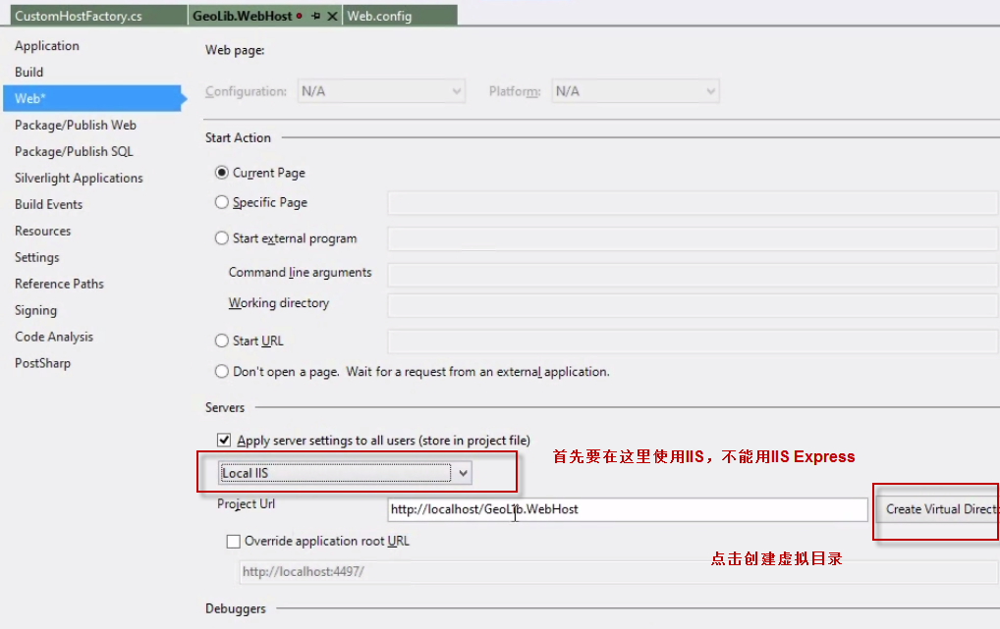 CustomHostFactory.cs GeoLib.WebHost Web.config
Application
Build
Web*
Package/Publish Web
Package/Publish SQL
Silverlight Applications
Build Events
Resources
Settings
Reference Paths
Signing
Code Analysis
PostSharp
Web page:
Configuration: N/A Platform: N/A
Start Action
Current Page
Specific Page
Start external program
Command line arguments
Working directory
Start URL
Don't open a page. Wait for a request from an external application.
Servers
Apply server settings to all users (store in project file)
首先要在这里使用IIS，不能用IIS Express
Local IIS
Project Url http://localhost/GeoLib.WebHost Create Virtual Direct
Override application root URL
点击创建虚拟目录
http://localhost:4497/
Debuggers